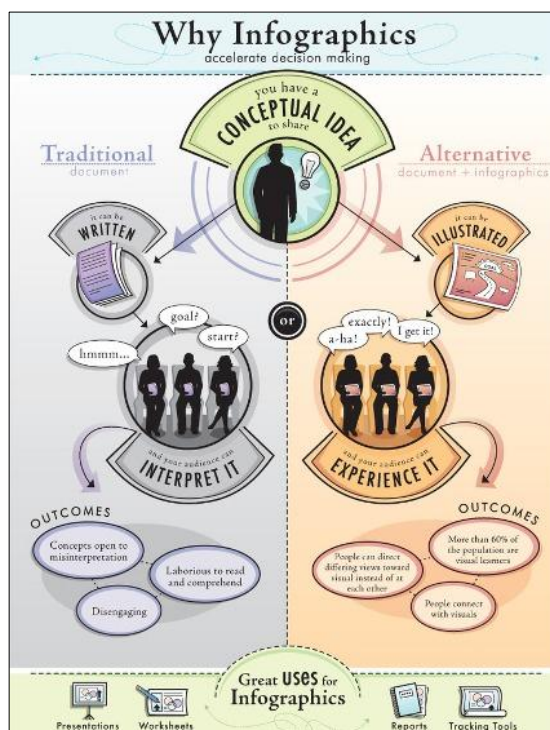 Why Infographics
accelerate decision making
you have a
CONCEPTUAL IDEA
to share
Traditional
document
Alternative
document + infographics
it can be
WRITTEN
it can be
ILLUSTRATED
or
hmmm...
goal?
start?
a-ha!
exactly!
I get it!
and your audience can
INTERPRET IT
and your audience can
EXPERIENCE IT
OUTCOMES
Concepts open to
misinterpretation
Laborious to read
and comprehend
Disengaging
OUTCOMES
People can direct
differing views toward
visual instead of at
each other
More than 60% of
the population are
visual learners
People connect
with visuals
Great uses for
Infographics
Presentations
Worksheets
Reports
Tracking Tools